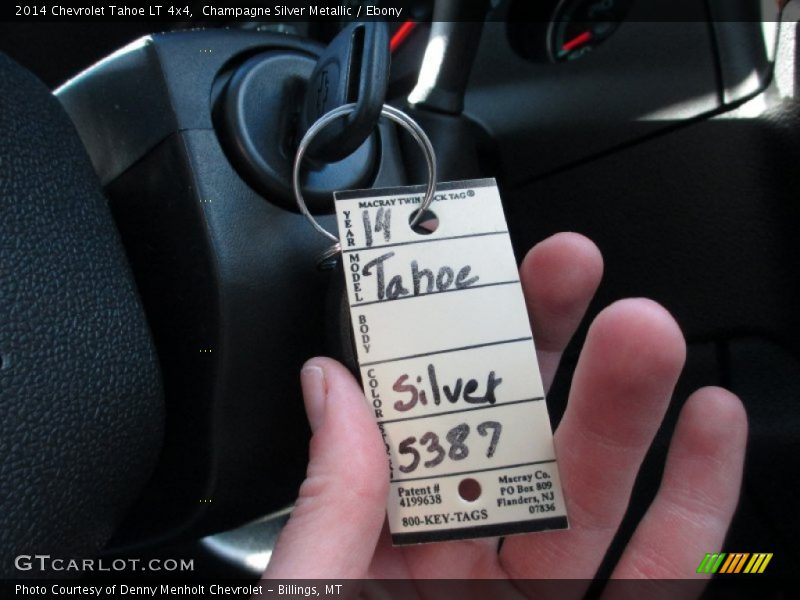 2014 Chevrolet Tahoe LT 4x4,  Champagne Silver Metallic / Ebony
MACRAY TWIN LOCK TAG®
YEAR 14
MODEL Tahoe
BODY
COLOR Silver
5387
Patent #
4199638
800-KEY-TAGS
Macray Co.
PO Box 809
Flanders, NJ
07836
GTCARLOT.COM
Photo Courtesy of Denny Menholt Chevrolet – Billings, MT